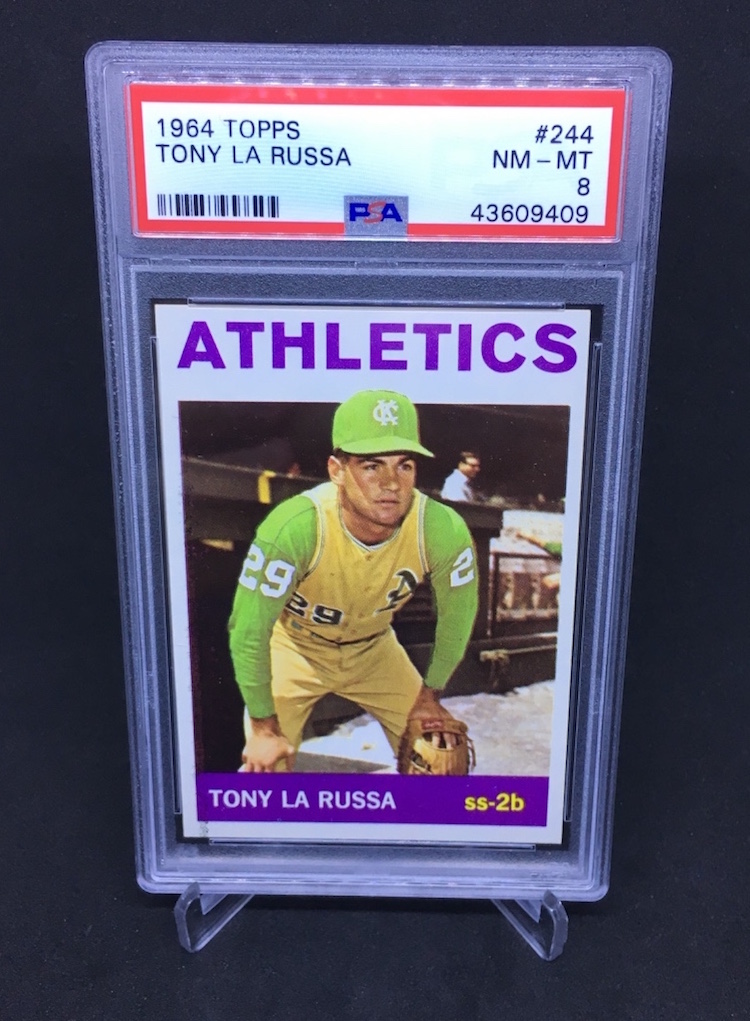 1964 TOPPS #244
TONY LA RUSSA NM - MT
8
PSA 43609409
ATHLETICS
KC
29 2
29 A
TONY LA RUSSA ss-2b